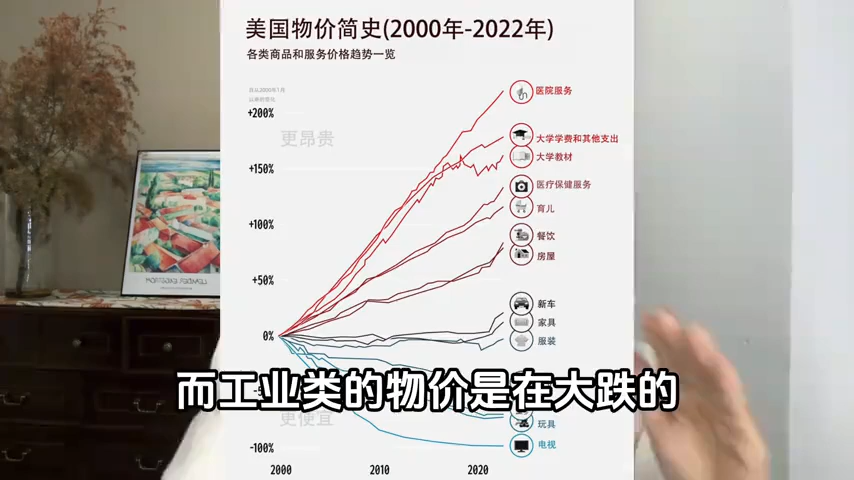 美国物价简史(2000年-2022年)
各类商品和服务价格趋势一览
+200%
更昂贵
+150%
+100%
+50%
0%
-100%
更便宜
2000
2010
2020
医院服务
大学学费和其他支出
大学教材
医疗保健服务
育儿
餐饮
房屋
新车
家具
服装
玩具
电视
而工业类的物价是在大跌的